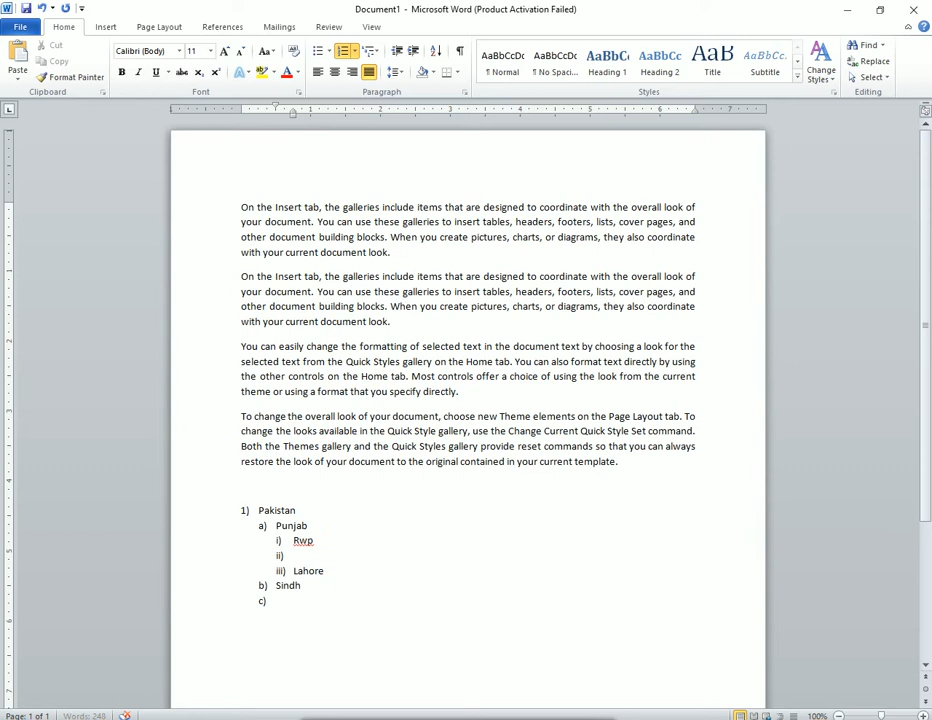 Document1 - Microsoft Word (Product Activation Failed)
File Home Insert Page Layout References Mailings Review View
Cut
Copy
Format Painter
Paste
Calibri (Body) 11
AaBbCcDc AaBbCcDc AaBbCc AaBbCc AaB AaBbCc.
¶ Normal ¶ No Spaci... Heading 1 Heading 2 Title Subtitle
Change
Styles
Find
Replace
Select
Clipboard Font Paragraph Styles Editing
1 2 3 4 5 6 7
On the Insert tab, the galleries include items that are designed to coordinate with the overall look of
your document. You can use these galleries to insert tables, headers, footers, lists, cover pages, and
other document building blocks. When you create pictures, charts, or diagrams, they also coordinate
with your current document look.
On the Insert tab, the galleries include items that are designed to coordinate with the overall look of
your document. You can use these galleries to insert tables, headers, footers, lists, cover pages, and
other document building blocks. When you create pictures, charts, or diagrams, they also coordinate
with your current document look.
You can easily change the formatting of selected text in the document text by choosing a look for the
selected text from the Quick Styles gallery on the Home tab. You can also format text directly by using
the other controls on the Home tab. Most controls offer a choice of using the look from the current
theme or using a format that you specify directly.
To change the overall look of your document, choose new Theme elements on the Page Layout tab. To
change the looks available in the Quick Style gallery, use the Change Current Quick Style Set command.
Both the Themes gallery and the Quick Styles gallery provide reset commands so that you can always
restore the look of your document to the original contained in your current template.
1) Pakistan
a) Punjab
i) Rwp
ii)
iii) Lahore
b) Sindh
c)
Page: 1 of 1 Words: 248 100%